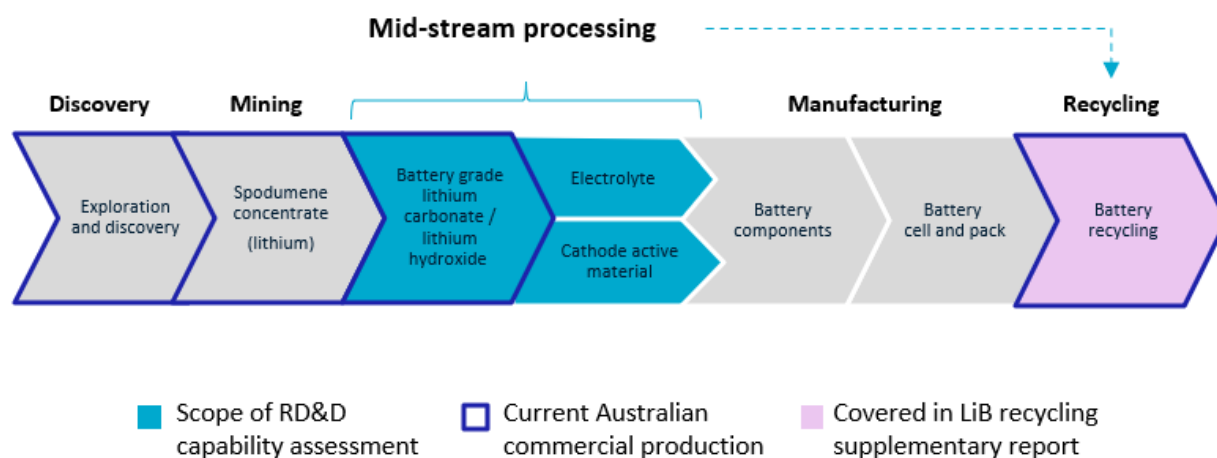 Mid-stream processing
Discovery
Mining
Manufacturing
Recycling
Exploration
and discovery
Spodumene
concentrate
(lithium)
Battery grade
lithium
carbonate /
lithium
hydroxide
Electrolyte
Cathode active
material
Battery
components
Battery
cell and pack
Battery
recycling
Scope of RD&D
capability assessment
Current Australian
commercial production
Covered in LiB recycling
supplementary report